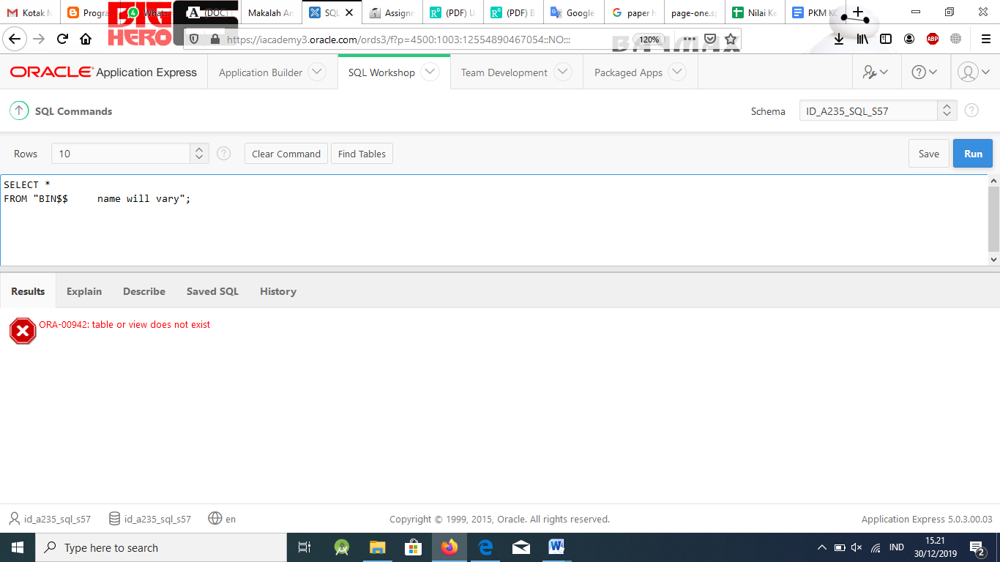 Kotak M
Progra
Whatsa
(DOC)
Makalah An
SQL
Assignm
(PDF) U
(PDF) B
Google
paper h
page-one.s
Nilai Ke
PKM KC
BIG
HERO
https://iacademy3.oracle.com/ords3/f?p=4500:1003:12554890467054::NO:::
120%
BAYMAX
ABP
ORACLE Application Express
Application Builder
SQL Workshop
Team Development
Packaged Apps
SQL Commands
Schema
ID_A235_SQL_S57
Rows
10
Clear Command
Find Tables
Save
Run
SELECT *
FROM "BIN$$     name will vary";
Results
Explain
Describe
Saved SQL
History
ORA-00942: table or view does not exist
id_a235_sql_s57
id_a235_sql_s57
en
Copyright © 1999, 2015, Oracle. All rights reserved.
Application Express 5.0.3.00.03
Type here to search
IND
15.21
30/12/2019
2